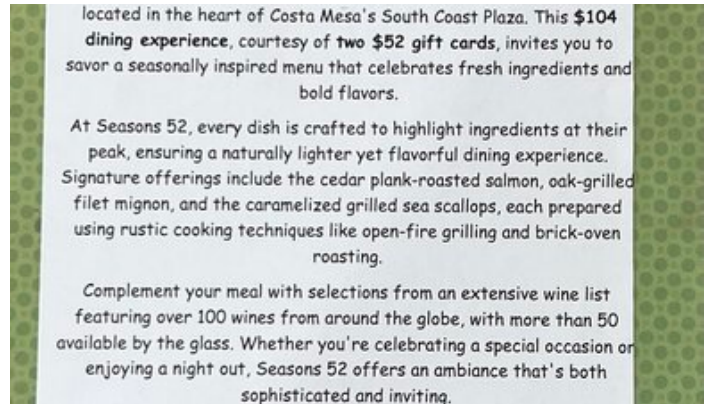 located in the heart of Costa Mesa's South Coast Plaza. This $104
dining experience, courtesy of two $52 gift cards, invites you to
savor a seasonally inspired menu that celebrates fresh ingredients and
bold flavors.
At Seasons 52, every dish is crafted to highlight ingredients at their
peak, ensuring a naturally lighter yet flavorful dining experience.
Signature offerings include the cedar plank-roasted salmon, oak-grilled
filet mignon, and the caramelized grilled sea scallops, each prepared
using rustic cooking techniques like open-fire grilling and brick-oven
roasting.
Complement your meal with selections from an extensive wine list
featuring over 100 wines from around the globe, with more than 50
available by the glass. Whether you're celebrating a special occasion or
enjoying a night out, Seasons 52 offers an ambiance that's both
sophisticated and inviting.